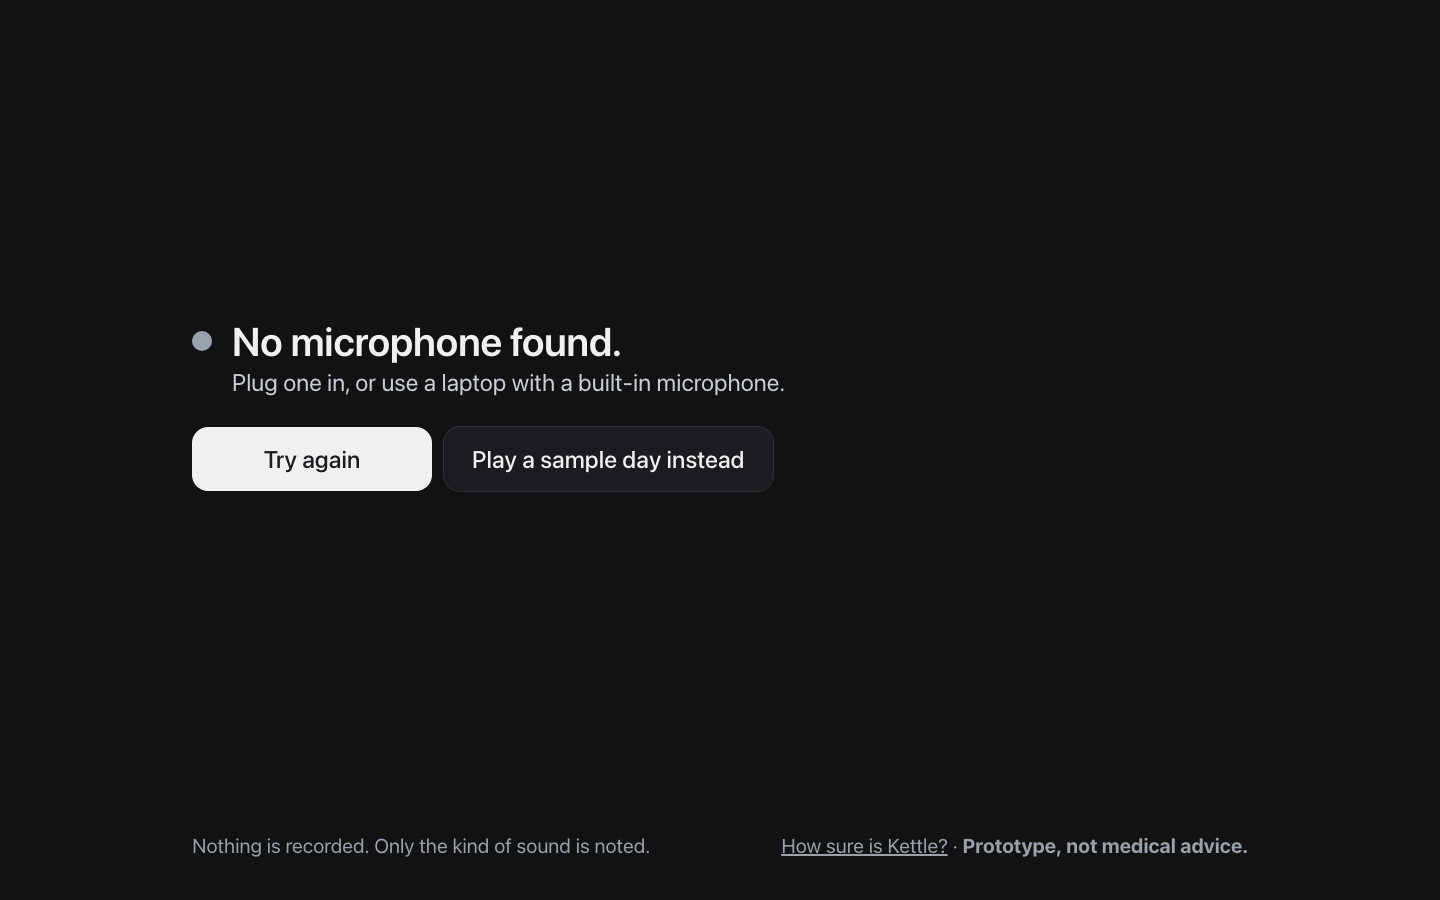 No microphone found.
Plug one in, or use a laptop with a built-in microphone.
Try again
Play a sample day instead
Nothing is recorded. Only the kind of sound is noted.
How sure is Kettle? · Prototype, not medical advice.